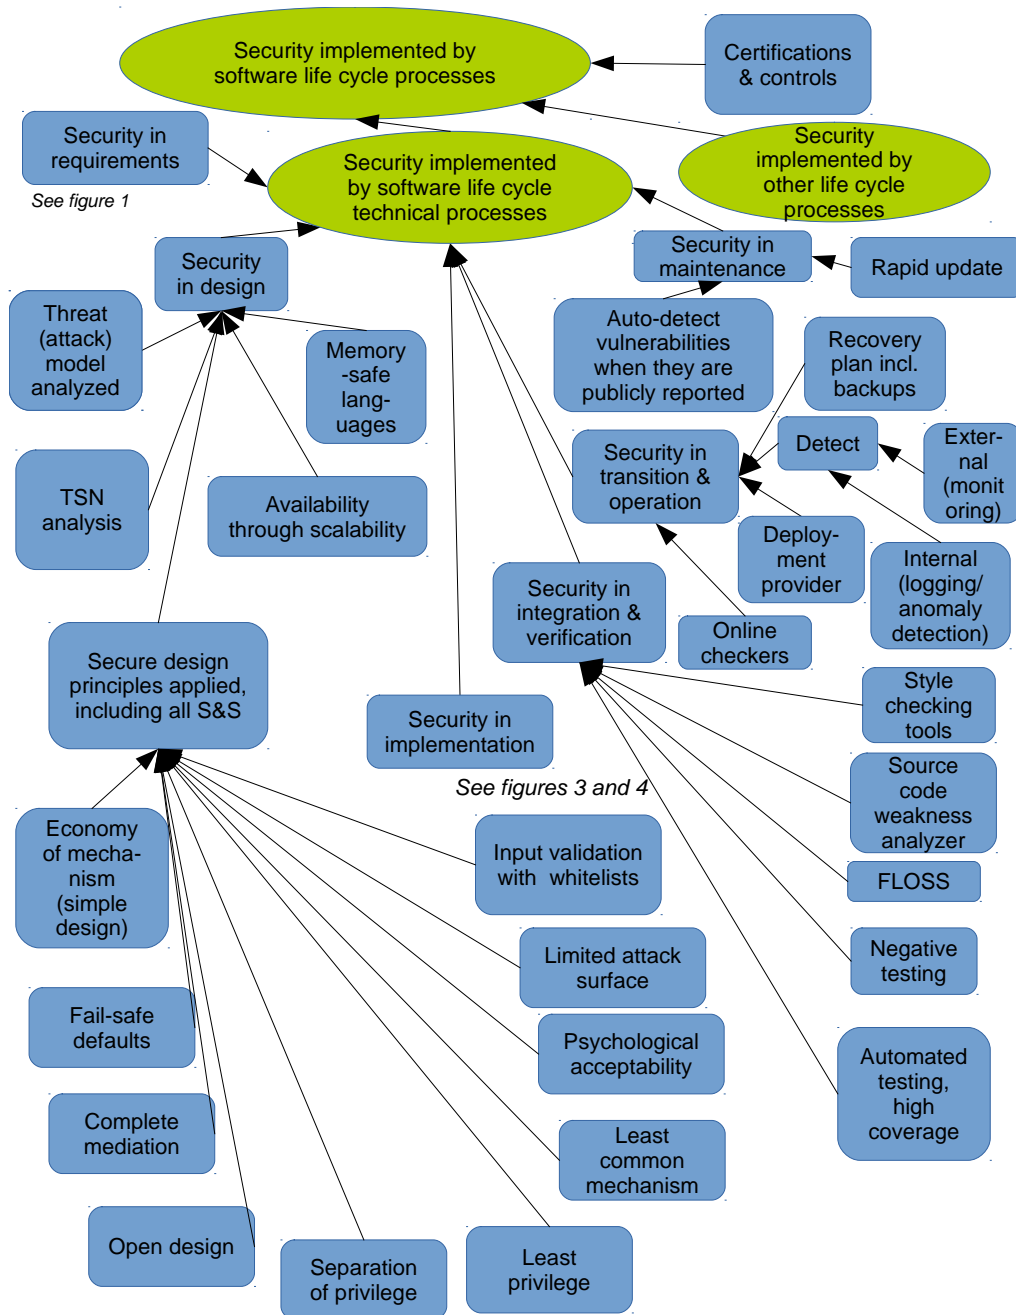 Security implemented by
software life cycle processes
Certifications
& controls
Security in
requirements
See figure 1
Security implemented
by software life cycle
technical processes
Security
implemented by
other life cycle
processes
Security
in design
Security in
maintenance
Rapid update
Threat
(attack)
model
analyzed
Memory
-safe
lang-
uages
Auto-detect
vulnerabilities
when they are
publicly reported
Recovery
plan incl.
backups
TSN
analysis
Availability
through scalability
Security in
transition &
operation
Detect
Exter-
nal
(monit
oring)
Deploy-
ment
provider
Internal
(logging/
anomaly
detection)
Security in
integration &
verification
Online
checkers
Secure design
principles applied,
including all S&S
Security in
implementation
See figures 3 and 4
Style
checking
tools
Source
code
weakness
analyzer
Economy
of mecha-
nism
(simple
design)
Input validation
with whitelists
FLOSS
Limited attack
surface
Negative
testing
Fail-safe
defaults
Psychological
acceptability
Automated
testing,
high
coverage
Complete
mediation
Least
common
mechanism
Open design
Separation
of privilege
Least
privilege